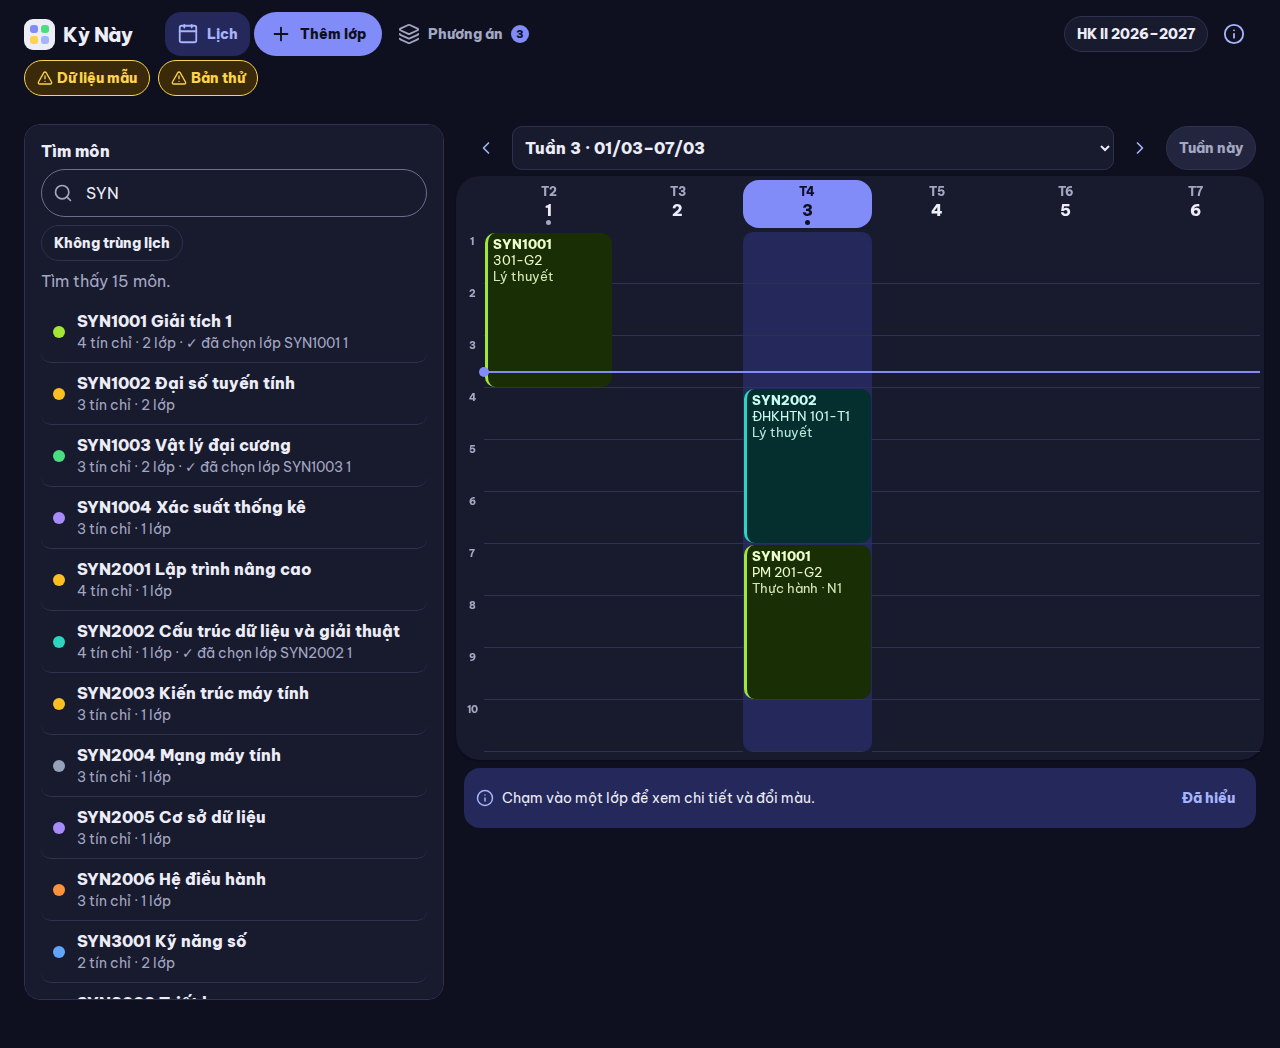 Kỳ Này
Lịch
Thêm lớp
Phương án 3
HK II 2026–2027
Dữ liệu mẫu
Bản thử
Tìm môn
SYN
Không trùng lịch
Tìm thấy 15 môn.
SYN1001 Giải tích 1
4 tín chỉ · 2 lớp · ✓ đã chọn lớp SYN1001 1
SYN1002 Đại số tuyến tính
3 tín chỉ · 2 lớp
SYN1003 Vật lý đại cương
3 tín chỉ · 2 lớp · ✓ đã chọn lớp SYN1003 1
SYN1004 Xác suất thống kê
3 tín chỉ · 1 lớp
SYN2001 Lập trình nâng cao
4 tín chỉ · 1 lớp
SYN2002 Cấu trúc dữ liệu và giải thuật
4 tín chỉ · 1 lớp · ✓ đã chọn lớp SYN2002 1
SYN2003 Kiến trúc máy tính
3 tín chỉ · 1 lớp
SYN2004 Mạng máy tính
3 tín chỉ · 1 lớp
SYN2005 Cơ sở dữ liệu
3 tín chỉ · 1 lớp
SYN2006 Hệ điều hành
3 tín chỉ · 1 lớp
SYN3001 Kỹ năng số
2 tín chỉ · 2 lớp
Tuần 3 · 01/03–07/03
Tuần này
T2 T3 T4 T5 T6 T7
1 2 3 4 5 6
1
SYN1001
301-G2
Lý thuyết
2
3
4
SYN2002
ĐHKHTN 101-T1
Lý thuyết
5
6
7
SYN1001
PM 201-G2
Thực hành · N1
8
9
10
Chạm vào một lớp để xem chi tiết và đổi màu.
Đã hiểu